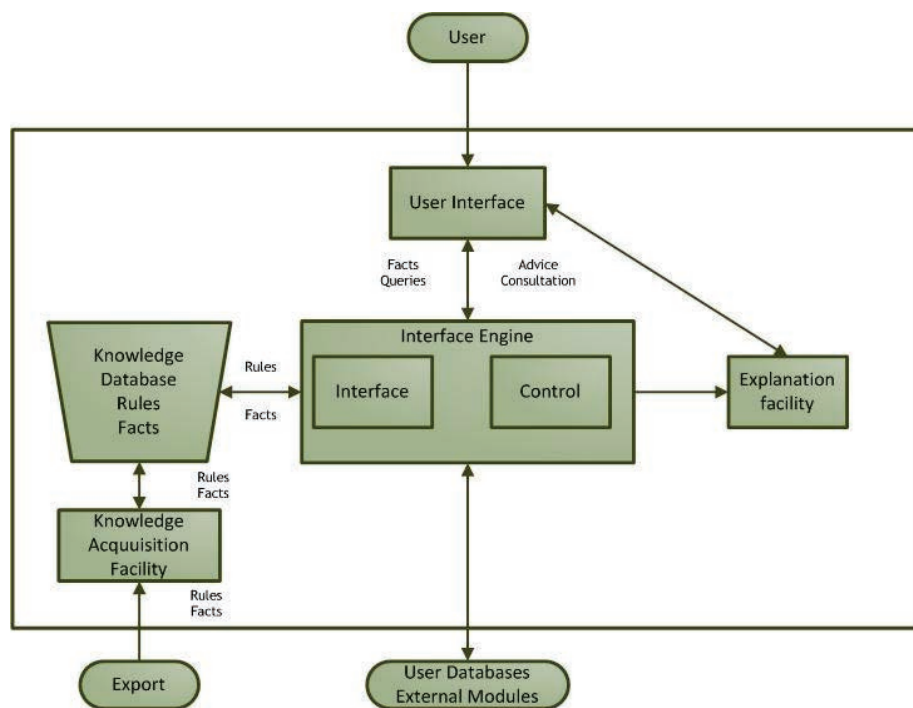 User
User Interface
Facts
Queries
Advice
Consultation
Interface Engine
Interface
Control
Knowledge
Database
Rules
Facts
Rules
Facts
Explanation
facility
Rules
Facts
Knowledge
Acquuisition
Facility
Rules
Facts
Export
User Databases
External Modules